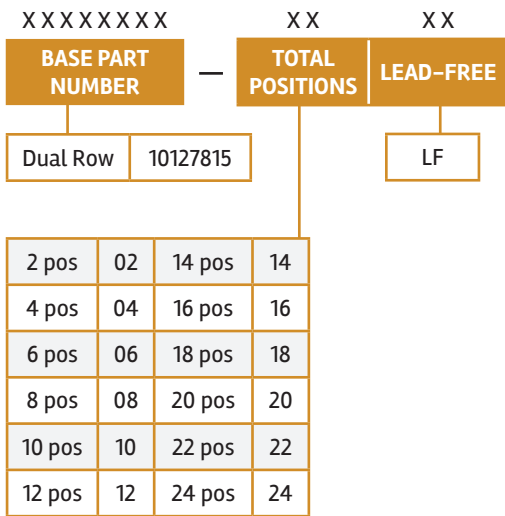 XXXXXXXX XX XX
BASE PART NUMBER — TOTAL POSITIONS LEAD–FREE
Dual Row 10127815 LF
2 pos 02 14 pos 14
4 pos 04 16 pos 16
6 pos 06 18 pos 18
8 pos 08 20 pos 20
10 pos 10 22 pos 22
12 pos 12 24 pos 24